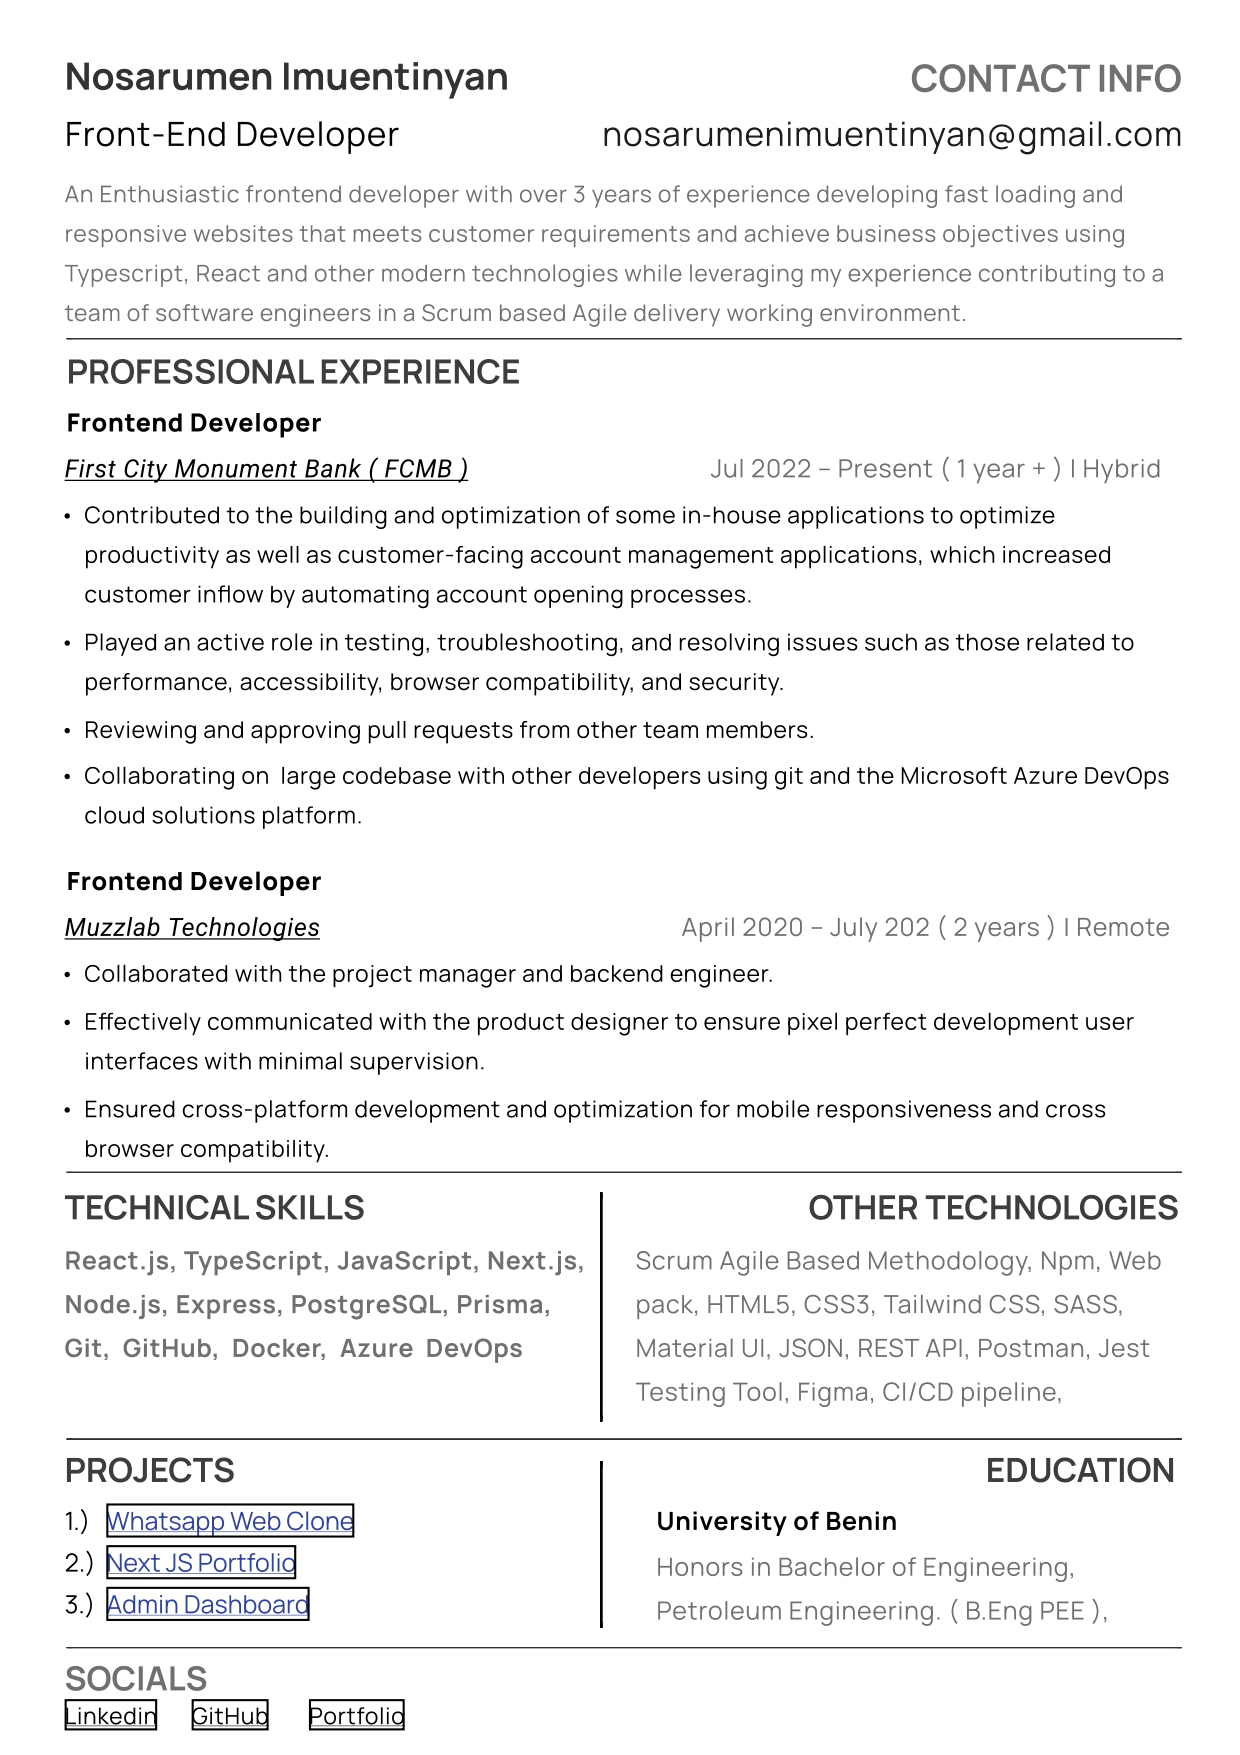 Nosarumen Imuentinyan
CONTACT INFO
Front-End Developer
nosarumenimuentinyan@gmail.com
An Enthusiastic frontend developer with over 3 years of experience developing fast loading and
responsive websites that meets customer requirements and achieve business objectives using
Typescript, React and other modern technologies while leveraging my experience contributing to a
team of software engineers in a Scrum based Agile delivery working environment.
PROFESSIONAL EXPERIENCE
Frontend Developer
First City Monument Bank ( FCMB )
Jul 2022 – Present ( 1 year + ) | Hybrid
• Contributed to the building and optimization of some in-house applications to optimize
productivity as well as customer-facing account management applications, which increased
customer inflow by automating account opening processes.
• Played an active role in testing, troubleshooting, and resolving issues such as those related to
performance, accessibility, browser compatibility, and security.
• Reviewing and approving pull requests from other team members.
• Collaborating on large codebase with other developers using git and the Microsoft Azure DevOps
cloud solutions platform.
Frontend Developer
Muzzlab Technologies
April 2020 – July 202 ( 2 years ) | Remote
• Collaborated with the project manager and backend engineer.
• Effectively communicated with the product designer to ensure pixel perfect development user
interfaces with minimal supervision.
• Ensured cross-platform development and optimization for mobile responsiveness and cross
browser compatibility.
TECHNICAL SKILLS
React.js, TypeScript, JavaScript, Next.js,
Node.js, Express, PostgreSQL, Prisma,
Git, GitHub, Docker, Azure DevOps
OTHER TECHNOLOGIES
Scrum Agile Based Methodology, Npm, Web
pack, HTML5, CSS3, Tailwind CSS, SASS,
Material UI, JSON, REST API, Postman, Jest
Testing Tool, Figma, CI/CD pipeline,
PROJECTS
1.) Whatsapp Web Clone
2.) Next JS Portfolio
3.) Admin Dashboard
EDUCATION
University of Benin
Honors in Bachelor of Engineering,
Petroleum Engineering. ( B.Eng PEE ),
SOCIALS
Linkedin GitHub Portfolio